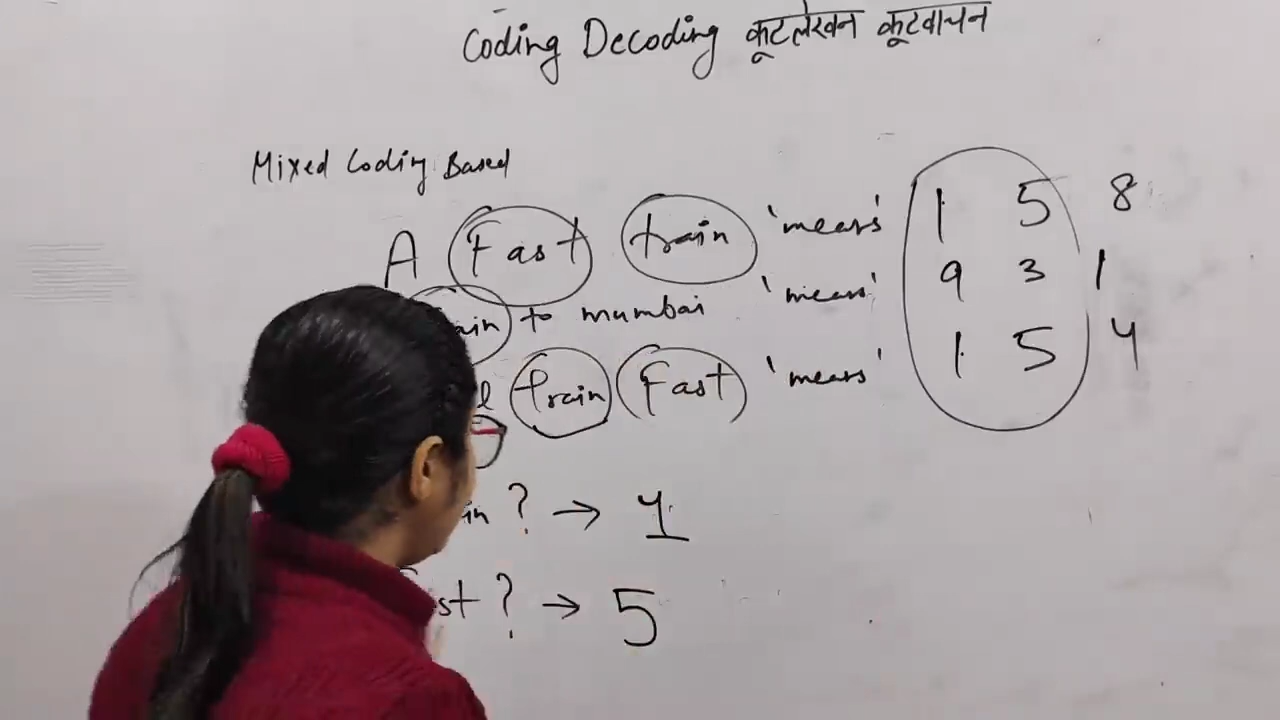 Coding Decoding कूटलेखन कूटवाचन
Mixed Coding Based
A Fast train 'means' 1 5 8
to mumbai 'means' 9 3 1
train Fast 'means' 1 5 4
? → 1
? → 5